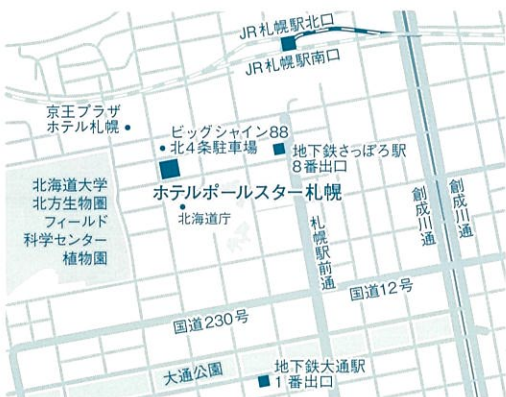 JR札幌駅北口
JR札幌駅南口
京王プラザ
ホテル札幌
ビッグシャイン88
北4条駐車場
地下鉄さっぽろ駅
8番出口
ホテルポールスター札幌
北海道庁
北海道大学
北方生物圏
フィールド
科学センター
植物園
札幌駅前通
創成川通
創成川通
国道12号
国道230号
大通公園
地下鉄大通駅
1番出口